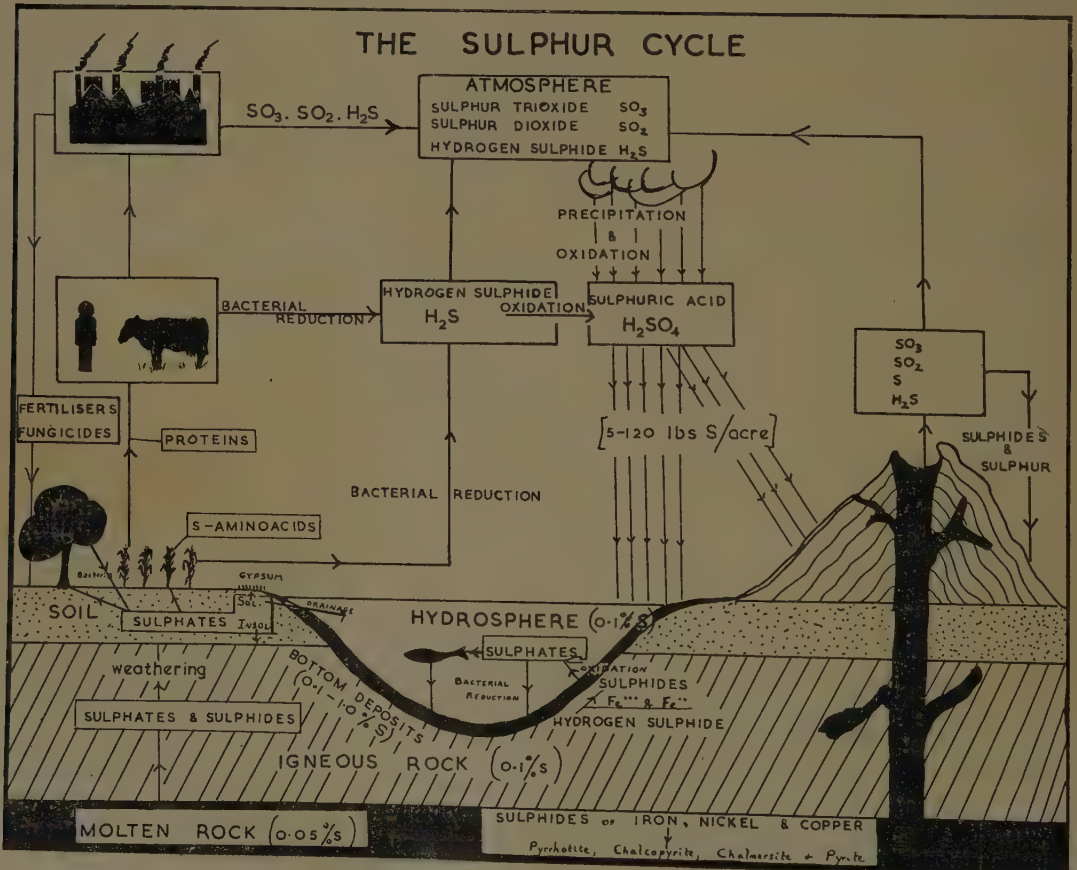 THE SULPHUR CYCLE
ATMOSPHERE
SULPHUR TRIOXIDE SO₃
SULPHUR DIOXIDE SO₂
HYDROGEN SULPHIDE H₂S
SO₃. SO₂. H₂S
PRECIPITATION
&
OXIDATION
BACTERIAL
REDUCTION
HYDROGEN SULPHIDE
H₂S
OXIDATION
SULPHURIC ACID
H₂SO₄
SO₃
SO₂
S
H₂S
FERTILISERS
FUNGICIDES
PROTEINS
[5-120 lbs S/acre]
SULPHIDES
&
SULPHUR
BACTERIAL REDUCTION
S-AMINOACIDS
Bacteria
GYPSUM
SOIL
SOL.
DRAINAGE
SULPHATES
INSOL
HYDROSPHERE (0·1%S)
SULPHATES
OXIDATION
BACTERIAL
REDUCTION
SULPHIDES
Fe··· & Fe··
HYDROGEN SULPHIDE
weathering
BOTTOM DEPOSITS
(0·1-1·0%S)
SULPHATES & SULPHIDES
IGNEOUS ROCK (0·1%S)
MOLTEN ROCK (0·05%S)
SULPHIDES OF IRON, NICKEL & COPPER
Pyrrhotite, Chalcopyrite, Chalmersite & Pyrite